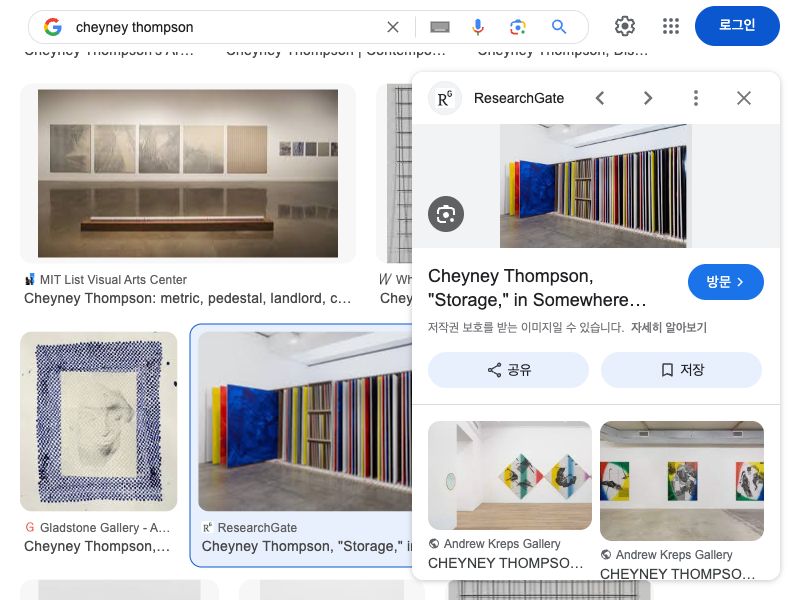 cheyney thompson
로그인
Cheyney Thompson's Ar...
Cheyney Thompson | Contempo...
Cheyney Thompson, Dis...
MIT List Visual Arts Center
Cheyney Thompson: metric, pedestal, landlord, c...
Wh
Chey
G Gladstone Gallery - A...
Cheyney Thompson,...
RG ResearchGate
Cheyney Thompson, "Storage," in
RG ResearchGate
Cheyney Thompson,
"Storage," in Somewhere...
방문
저작권 보호를 받는 이미지일 수 있습니다. 자세히 알아보기
공유
저장
Andrew Kreps Gallery
CHEYNEY THOMPSO...
Andrew Kreps Gallery
CHEYNEY THOMPSO...